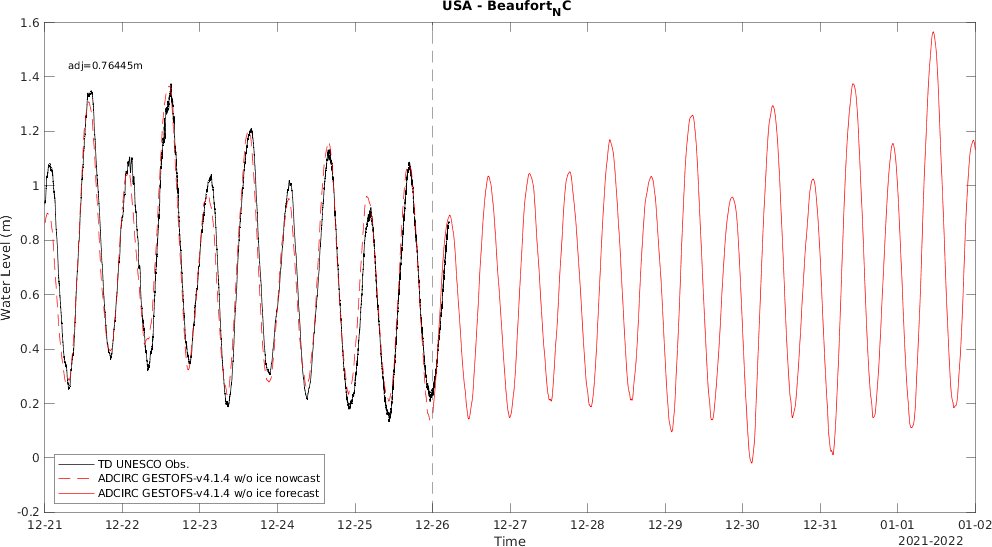 USA - Beaufort_NC
adj=0.76445m
1.6
1.4
1.2
1
0.8
0.6
0.4
0.2
0
-0.2
Water Level (m)
TD UNESCO Obs.
ADCIRC GESTOFS-v4.1.4 w/o ice nowcast
ADCIRC GESTOFS-v4.1.4 w/o ice forecast
12-21 12-22 12-23 12-24 12-25 12-26 12-27 12-28 12-29 12-30 12-31 01-01 01-02
Time
2021-2022